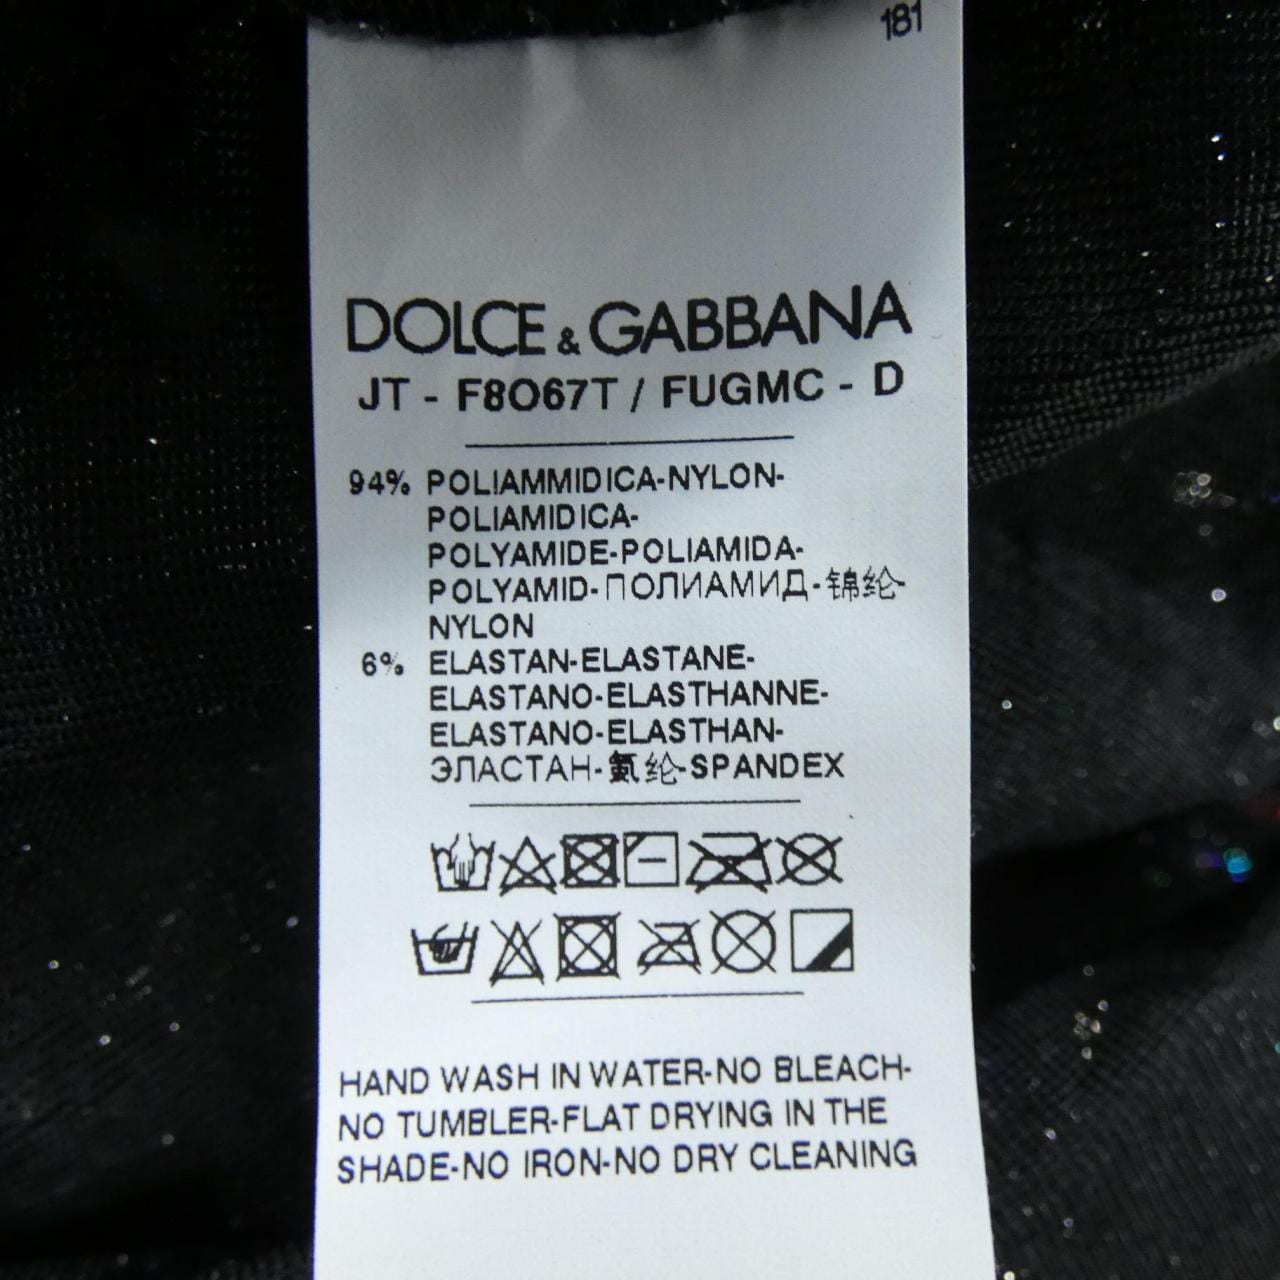 181
DOLCE & GABBANA
JT - F8O67T / FUGMC - D
94% POLIAMMIDICA-NYLON-
POLIAMIDICA-
POLYAMIDE-POLIAMIDA-
POLYAMID-ПОЛИАМИД-锦纶-
NYLON
6% ELASTAN-ELASTANE-
ELASTANO-ELASTHANNE-
ELASTANO-ELASTHAN-
ЭЛАСТАН-氨纶-SPANDEX
HAND WASH IN WATER-NO BLEACH-
NO TUMBLER-FLAT DRYING IN THE
SHADE-NO IRON-NO DRY CLEANING